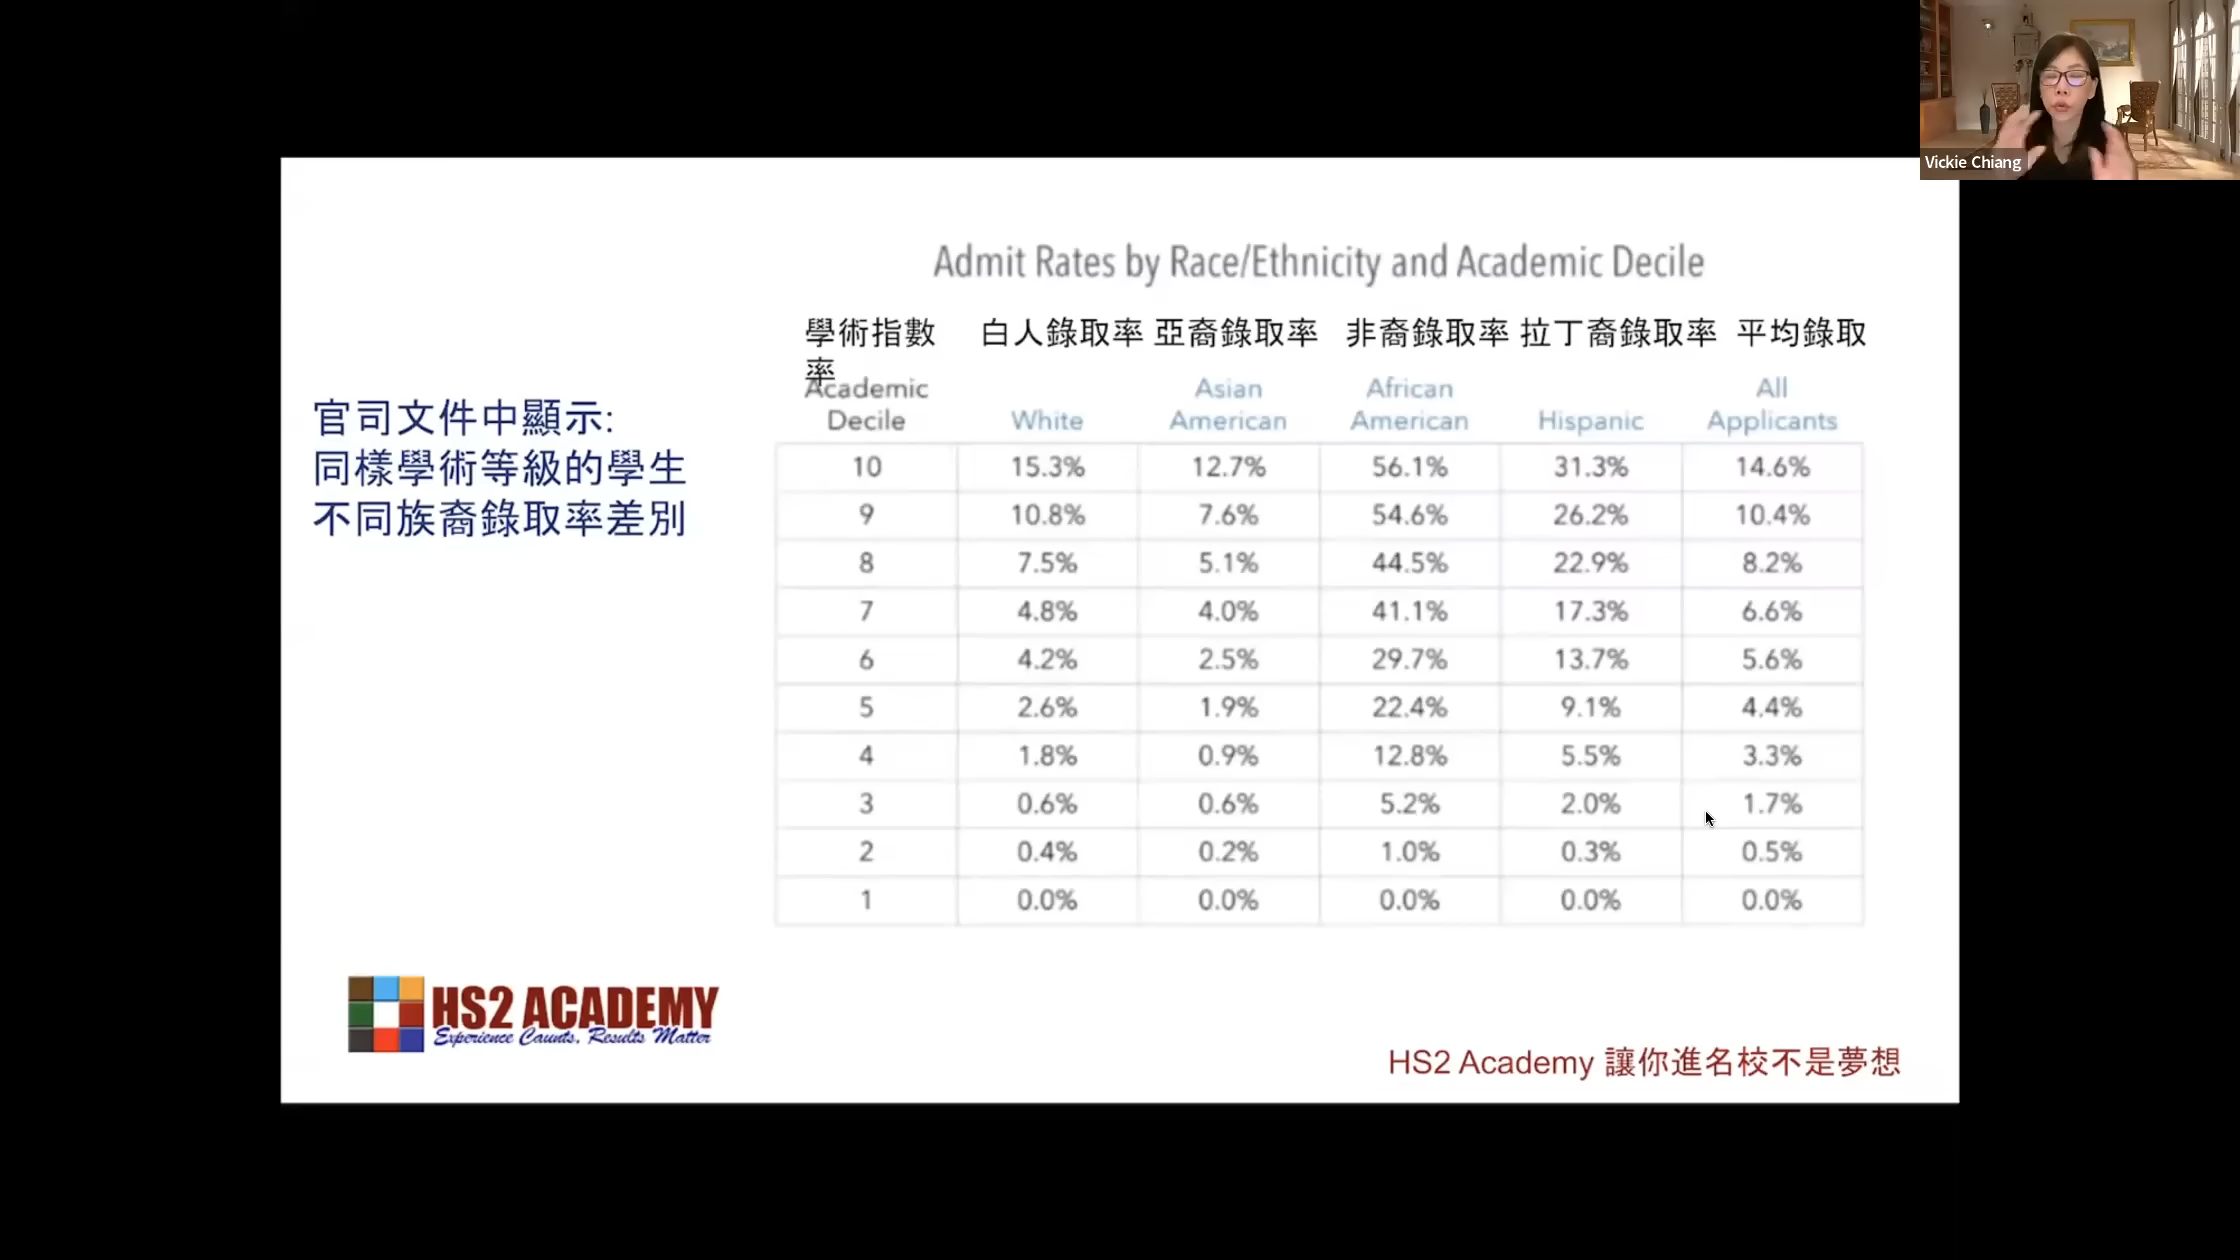 Vickie Chiang
Admit Rates by Race/Ethnicity and Academic Decile
學術指數 白人錄取率 亞裔錄取率 非裔錄取率 拉丁裔錄取率 平均錄取
率
Academic Decile White Asian American African American Hispanic All Applicants
10 15.3% 12.7% 56.1% 31.3% 14.6%
9 10.8% 7.6% 54.6% 26.2% 10.4%
8 7.5% 5.1% 44.5% 22.9% 8.2%
7 4.8% 4.0% 41.1% 17.3% 6.6%
6 4.2% 2.5% 29.7% 13.7% 5.6%
5 2.6% 1.9% 22.4% 9.1% 4.4%
4 1.8% 0.9% 12.8% 5.5% 3.3%
3 0.6% 0.6% 5.2% 2.0% 1.7%
2 0.4% 0.2% 1.0% 0.3% 0.5%
1 0.0% 0.0% 0.0% 0.0% 0.0%
官司文件中顯示:
同樣學術等級的學生
不同族裔錄取率差別
HS2 ACADEMY
Experience Counts, Results Matter
HS2 Academy 讓你進名校不是夢想